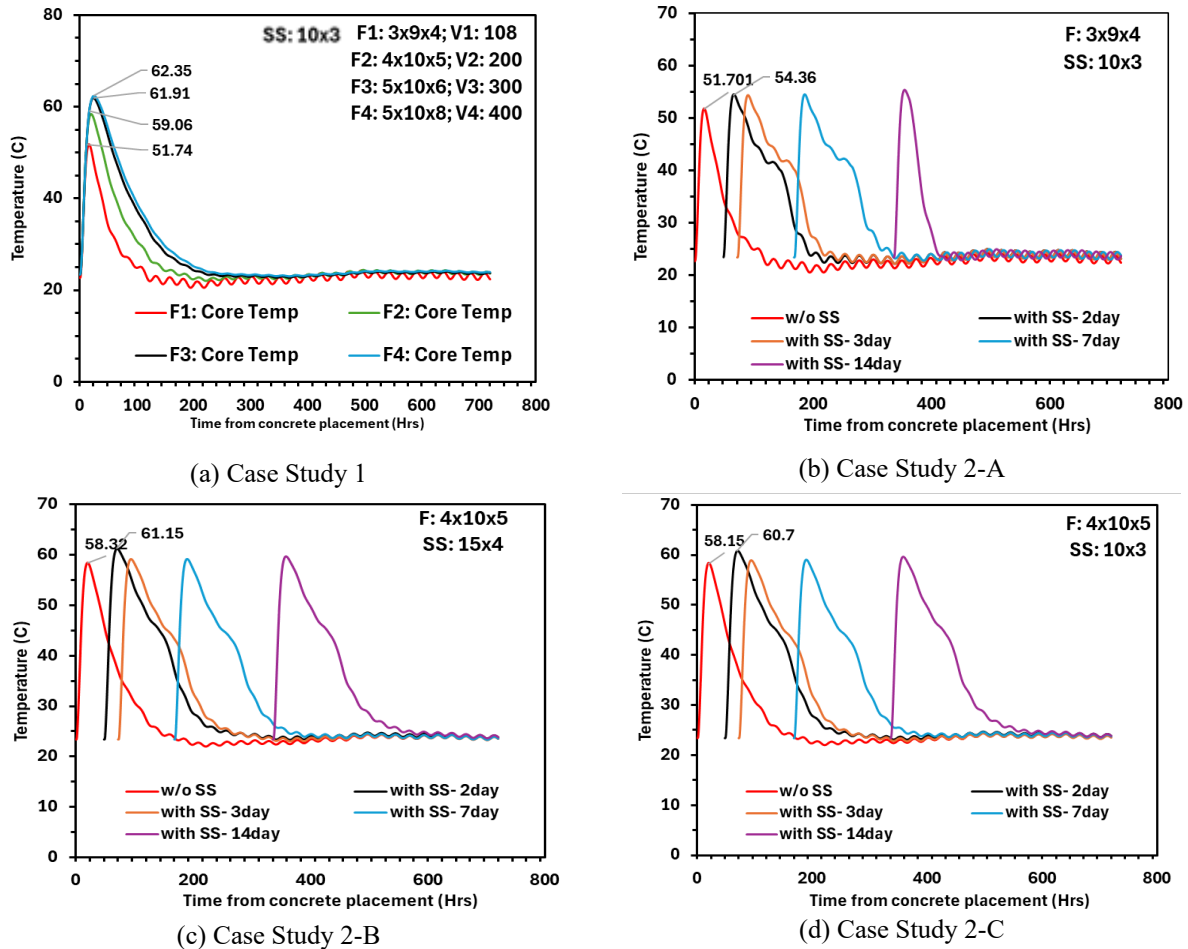 80
60
40
20
0
Temperature (C)
0 100 200 300 400 500 600 700 800
Time from concrete placement (Hrs)
SS: 10x3 F1: 3x9x4; V1: 108
F2: 4x10x5; V2: 200
F3: 5x10x6; V3: 300
F4: 5x10x8; V4: 400
62.35
61.91
59.06
51.74
F1: Core Temp F2: Core Temp
F3: Core Temp F4: Core Temp
(a) Case Study 1
70
60
50
40
30
20
10
0
Temperature (C)
0 200 400 600 800
Time from concrete placement (Hrs)
F: 3x9x4
SS: 10x3
51.701 54.36
w/o SS with SS- 2day
with SS- 3day with SS- 7day
with SS- 14day
(b) Case Study 2-A
70
60
50
40
30
20
10
0
Temperature (C)
0 200 400 600 800
Time from concrete placement (Hrs)
F: 4x10x5
SS: 15x4
58.32 61.15
w/o SS with SS- 2day
with SS- 3day with SS- 7day
with SS- 14day
(c) Case Study 2-B
70
60
50
40
30
20
10
0
Temperature (C)
0 200 400 600 800
Time from concrete placement (Hrs)
F: 4x10x5
SS: 10x3
58.15 60.7
w/o SS with SS- 2day
with SS- 3day with SS- 7day
with SS- 14day
(d) Case Study 2-C